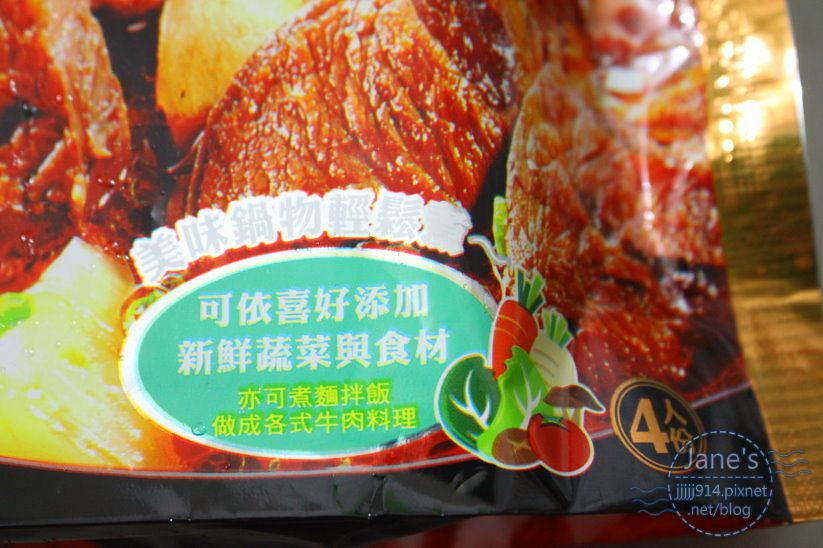 美味鍋物輕鬆煮
可依喜好添加
新鮮蔬菜與食材
亦可煮麵拌飯
做成各式牛肉料理
4人份
Jane's
jjjjj914.pixnet
.net/blog